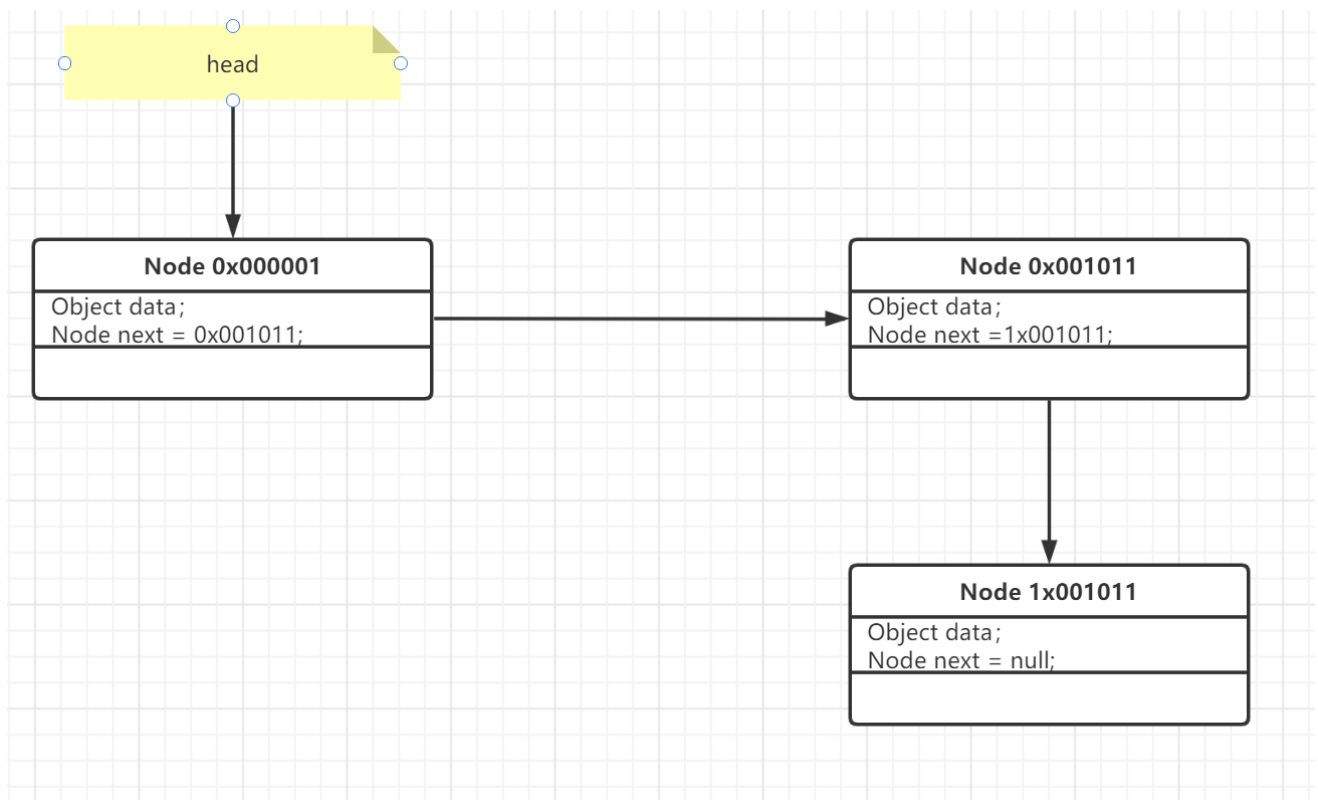 head
Node 0x000001
Object data;
Node next = 0x001011;
Node 0x001011
Object data;
Node next =1x001011;
Node 1x001011
Object data;
Node next = null;